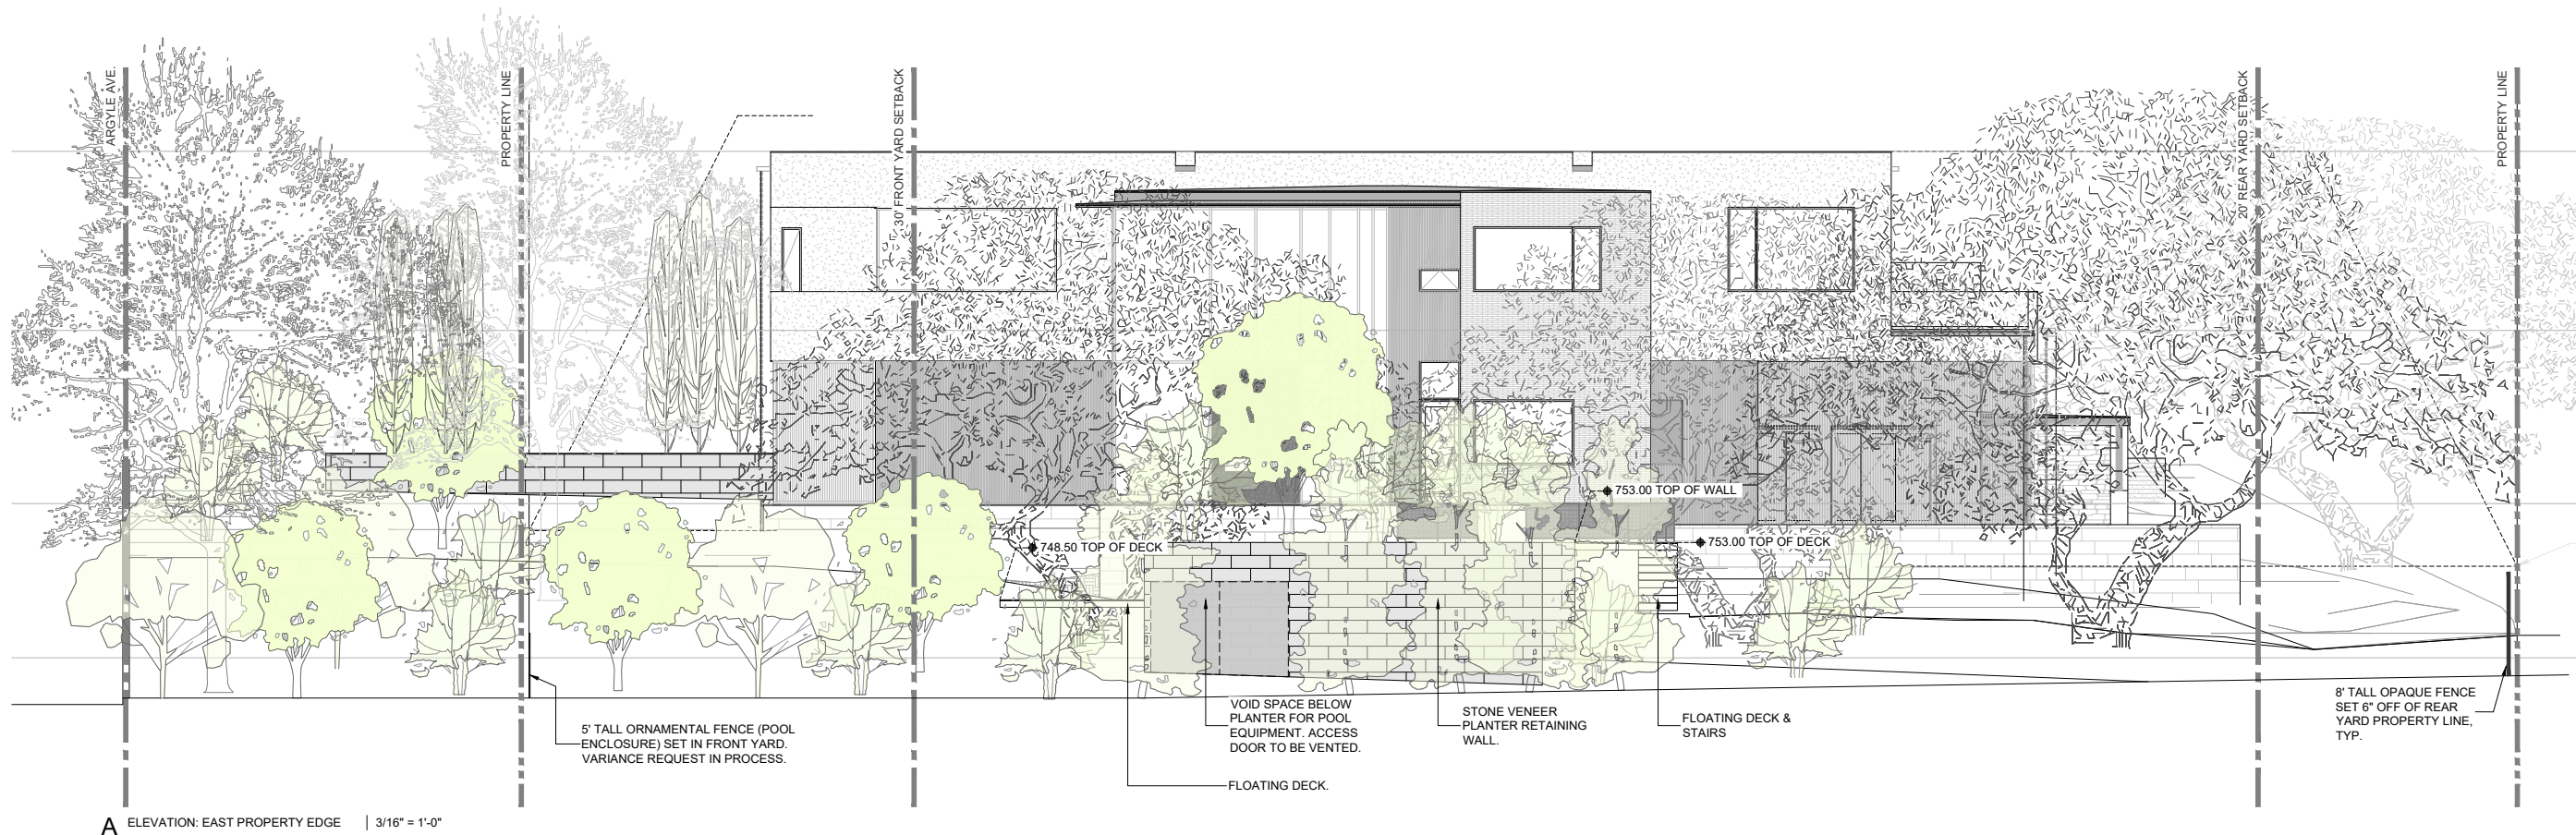 ARGYLE AVE.
PROPERTY LINE
30' FRONT YARD SETBACK
20' REAR YARD SETBACK
PROPERTY LINE
753.00 TOP OF WALL
748.50 TOP OF DECK
753.00 TOP OF DECK
5' TALL ORNAMENTAL FENCE (POOL
ENCLOSURE) SET IN FRONT YARD.
VARIANCE REQUEST IN PROCESS.
VOID SPACE BELOW
PLANTER FOR POOL
EQUIPMENT. ACCESS
DOOR TO BE VENTED.
FLOATING DECK.
STONE VENEER
PLANTER RETAINING
WALL.
FLOATING DECK &
STAIRS
8' TALL OPAQUE FENCE
SET 6" OFF OF REAR
YARD PROPERTY LINE,
TYP.
A ELEVATION: EAST PROPERTY EDGE | 3/16" = 1'-0"